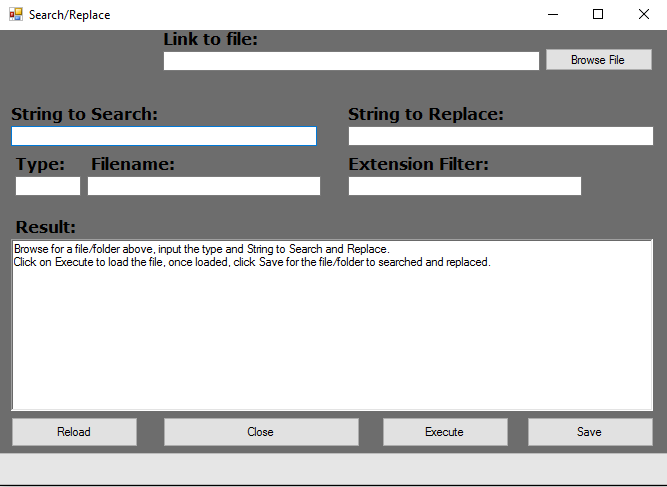 Search/Replace
Link to file:
Browse File
String to Search: String to Replace:
Type: Filename: Extension Filter:
Result:
Browse for a file/folder above, input the type and String to Search and Replace.
Click on Execute to load the file, once loaded, click Save for the file/folder to searched and replaced.
Reload Close Execute Save